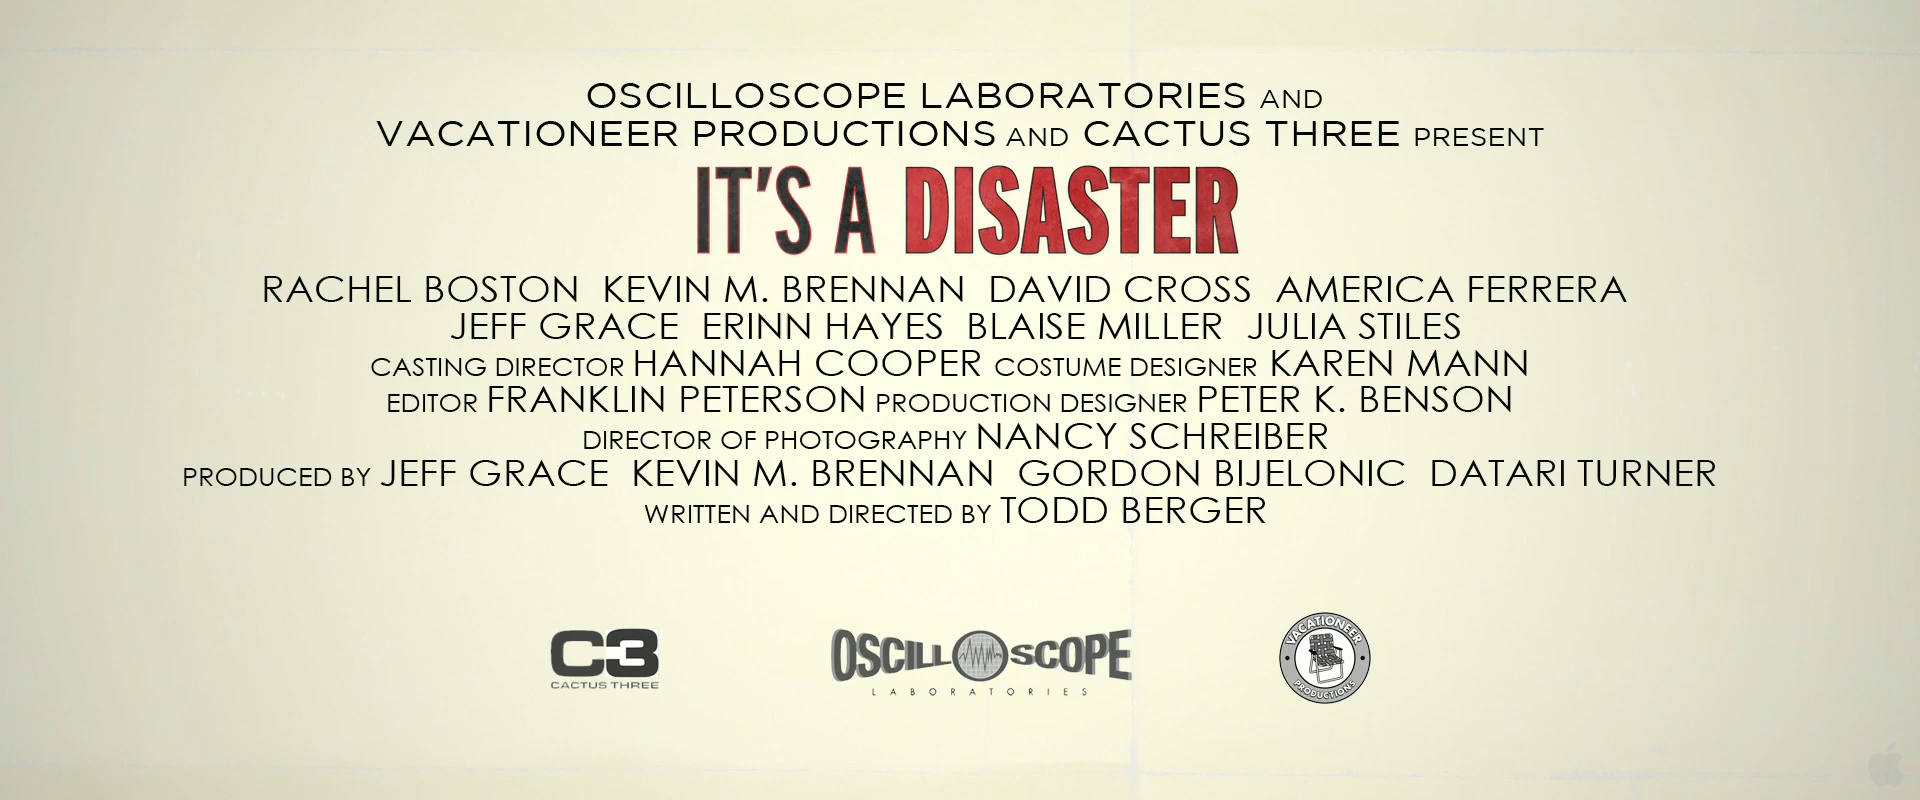 OSCILLOSCOPE LABORATORIES AND
VACATIONEER PRODUCTIONS AND CACTUS THREE PRESENT
IT'S A DISASTER
RACHEL BOSTON KEVIN M. BRENNAN DAVID CROSS AMERICA FERRERA
JEFF GRACE ERINN HAYES BLAISE MILLER JULIA STILES
CASTING DIRECTOR HANNAH COOPER COSTUME DESIGNER KAREN MANN
EDITOR FRANKLIN PETERSON PRODUCTION DESIGNER PETER K. BENSON
DIRECTOR OF PHOTOGRAPHY NANCY SCHREIBER
PRODUCED BY JEFF GRACE KEVIN M. BRENNAN GORDON BIJELONIC DATARI TURNER
WRITTEN AND DIRECTED BY TODD BERGER
C3
CACTUS THREE
OSCILLOSCOPE
LABORATORIES
VACATIONEER
PRODUCTIONS